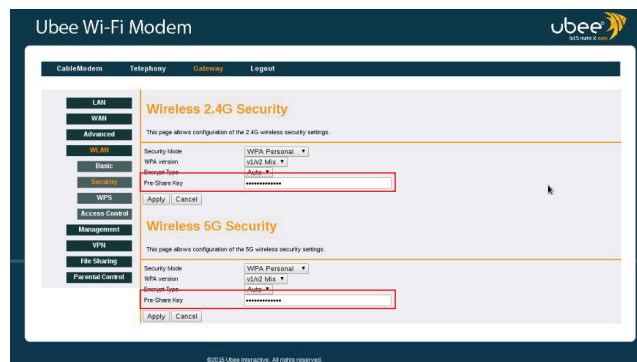 Ubee Wi-Fi Modem
ubee
let's make it easy
CableModem Telephony Gateway Logout
LAN
WAN
Advanced
WLAN
Basic
Security
WPS
Access Control
Management
VPN
File Sharing
Parental Control
Wireless 2.4G Security
This page allows configuration of the 2.4G wireless security settings.
Security Mode WPA Personal
WPA version v1/v2 Mix
Encrypt Type Auto
Pre-Share Key •••••••••••••
Apply Cancel
Wireless 5G Security
This page allows configuration of the 5G wireless security settings.
Security Mode WPA Personal
WPA version v1/v2 Mix
Encrypt Type Auto
Pre-Share Key •••••••••••••
Apply Cancel
©2015 Ubee Interactive. All rights reserved.